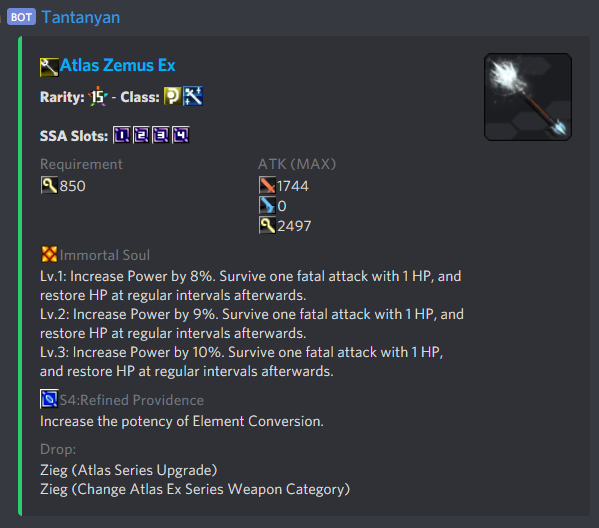 BOT Tantanyan
Atlas Zemus Ex
Rarity: 15 - Class:
SSA Slots: 1 2 3 4
Requirement
850
ATK (MAX)
1744
0
2497
Immortal Soul
Lv.1: Increase Power by 8%. Survive one fatal attack with 1 HP, and
restore HP at regular intervals afterwards.
Lv.2: Increase Power by 9%. Survive one fatal attack with 1 HP, and
restore HP at regular intervals afterwards.
Lv.3: Increase Power by 10%. Survive one fatal attack with 1 HP,
and restore HP at regular intervals afterwards.
S4:Refined Providence
Increase the potency of Element Conversion.
Drop:
Zieg (Atlas Series Upgrade)
Zieg (Change Atlas Ex Series Weapon Category)